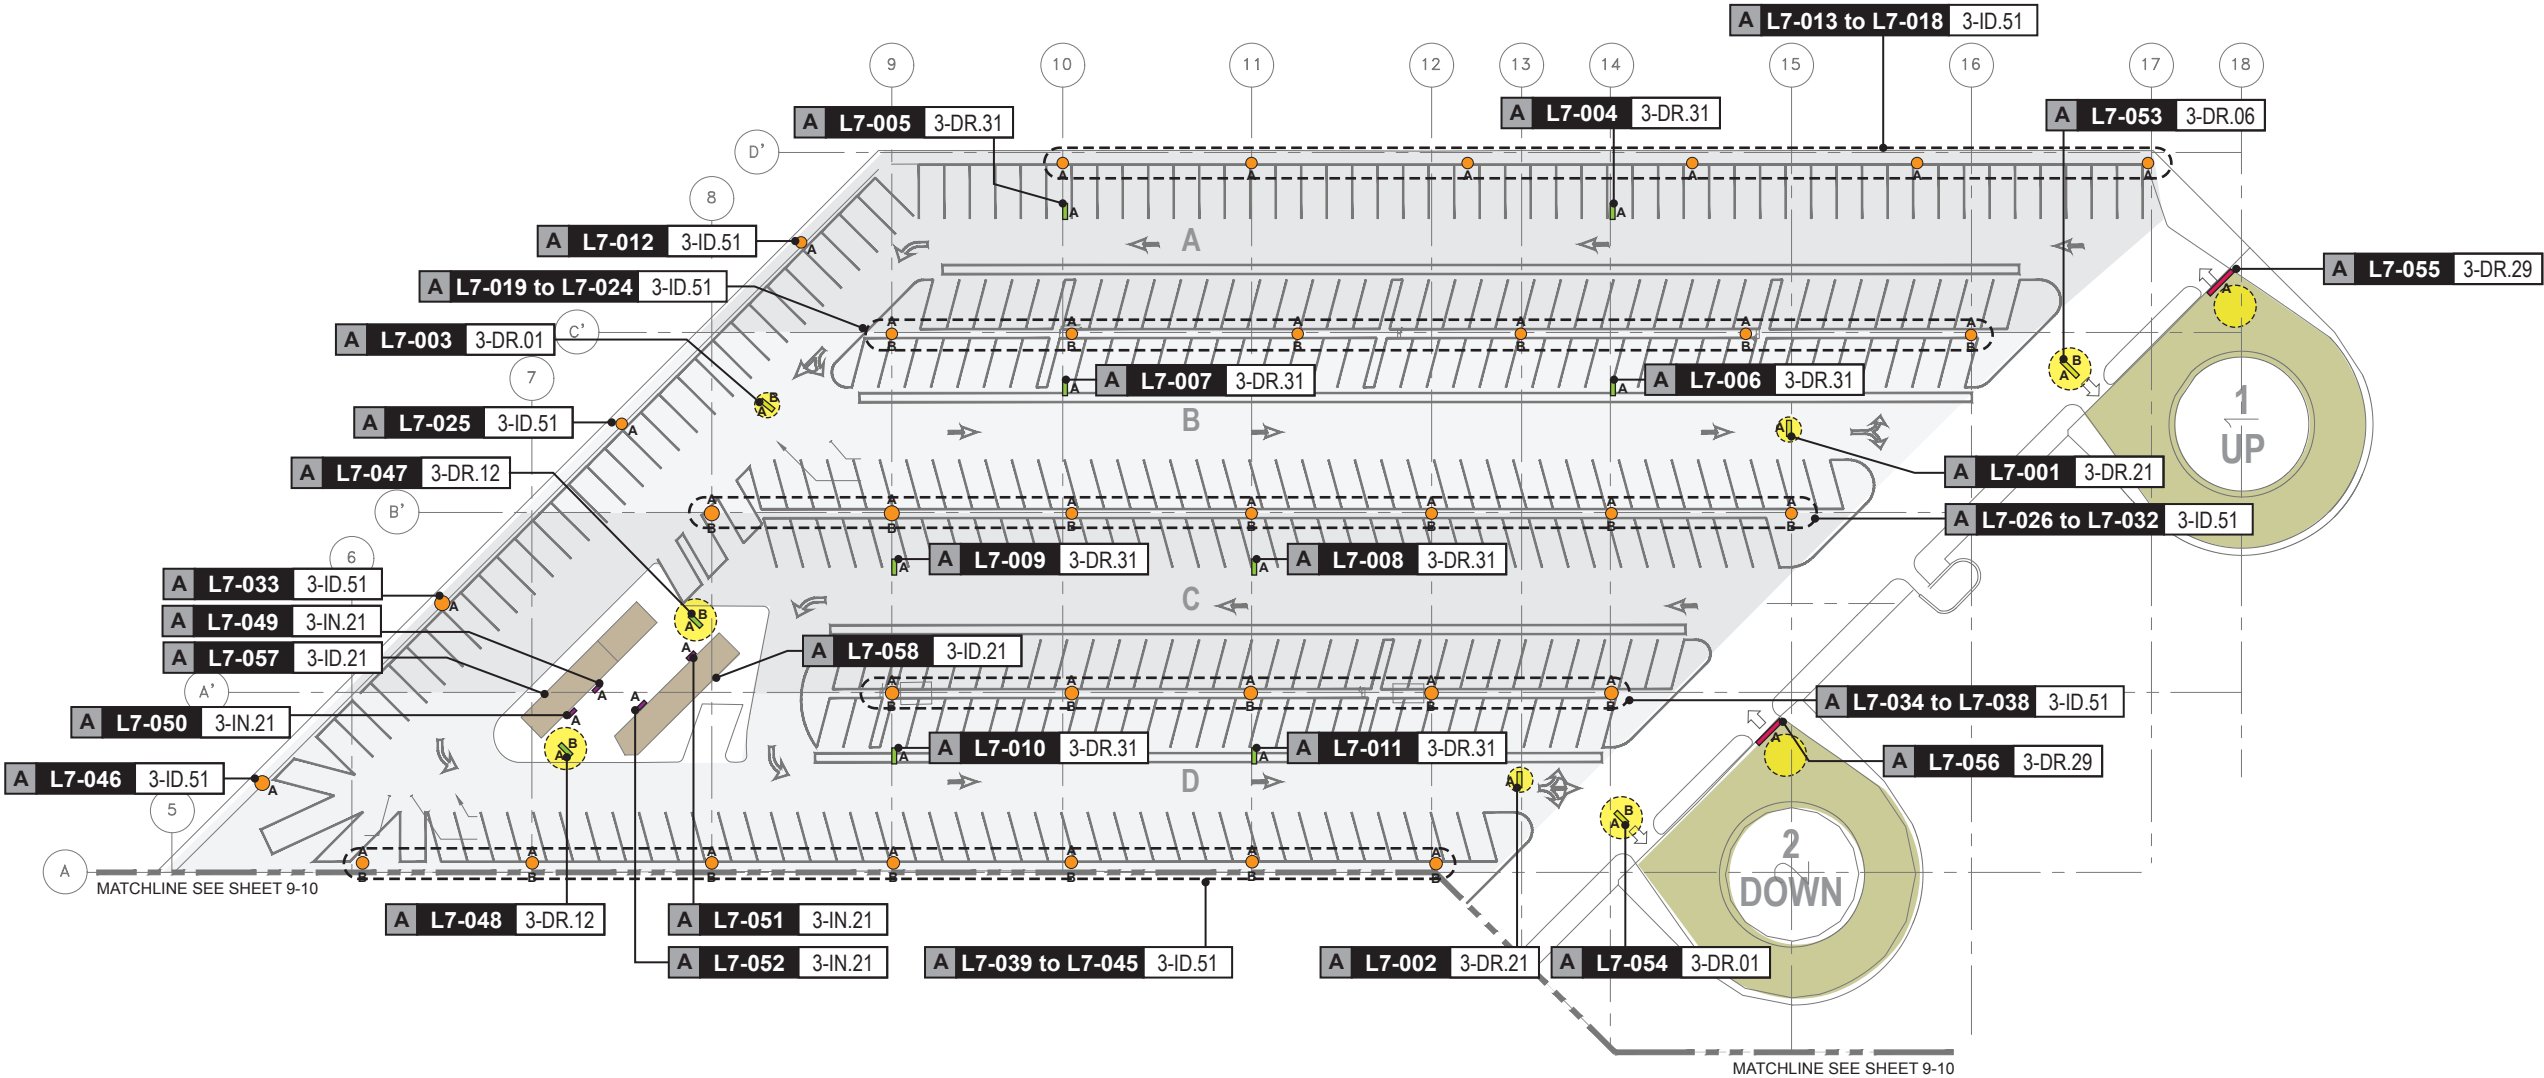 A L7-013 to L7-018 3-ID.51
9 10 11 12 13 14 15 16 17 18
A L7-005 3-DR.31
A L7-004 3-DR.31
A L7-053 3-DR.06
D'
A A A A A A
8
A A
A L7-012 3-ID.51
A
A
A L7-055 3-DR.29
A
A L7-019 to L7-024 3-ID.51
A A A A A A
C'
A L7-003 3-DR.01
B B B B B B
B
A
7
A L7-007 3-DR.31
A
A L7-006 3-DR.31
A
B
A
1
UP
A L7-025 3-ID.51
A
B
A
A L7-047 3-DR.12
A L7-001 3-DR.21
B'
A A A A A A A
B B B B B B B
A L7-026 to L7-032 3-ID.51
6
A L7-009 3-DR.31
A
A L7-008 3-DR.31
A
A L7-033 3-ID.51
A
C
A L7-049 3-IN.21
B
A
A L7-057 3-ID.21
A
A L7-058 3-ID.21
A'
A A
A A A A A
B B B B B
A L7-034 to L7-038 3-ID.51
A L7-050 3-IN.21
A
B
A
A L7-010 3-DR.31
A
A L7-011 3-DR.31
A
A
A L7-056 3-DR.29
A L7-046 3-ID.51
A
D
A
5
B
A
2
DOWN
A A A A A A A
A
B B B B B B B
MATCHLINE SEE SHEET 9-10
A L7-048 3-DR.12
A L7-051 3-IN.21
A L7-052 3-IN.21
A L7-039 to L7-045 3-ID.51
A L7-002 3-DR.21
A L7-054 3-DR.01
MATCHLINE SEE SHEET 9-10